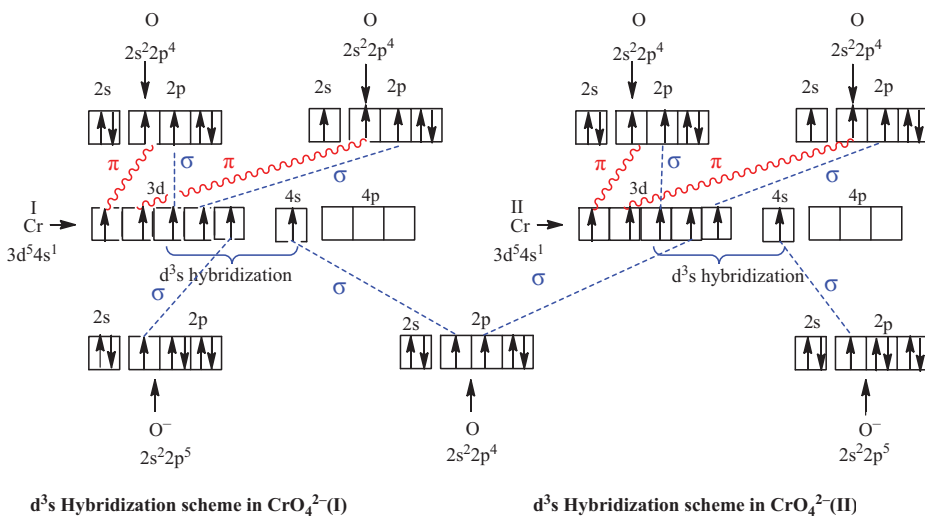 O O O O
2s²2p⁴ 2s²2p⁴ 2s²2p⁴ 2s²2p⁴
2s 2p 2s 2p 2s 2p 2s 2p
π σ π σ π σ π σ
I 3d 4s 4p II 3d 4s 4p
Cr Cr
3d⁵4s¹ 3d⁵4s¹
d³s hybridization d³s hybridization
σ σ σ σ
2s 2p 2s 2p 2s 2p
O⁻ O O⁻
2s²2p⁵ 2s²2p⁴ 2s²2p⁵
d³s Hybridization scheme in CrO₄²⁻(I) d³s Hybridization scheme in CrO₄²⁻(II)